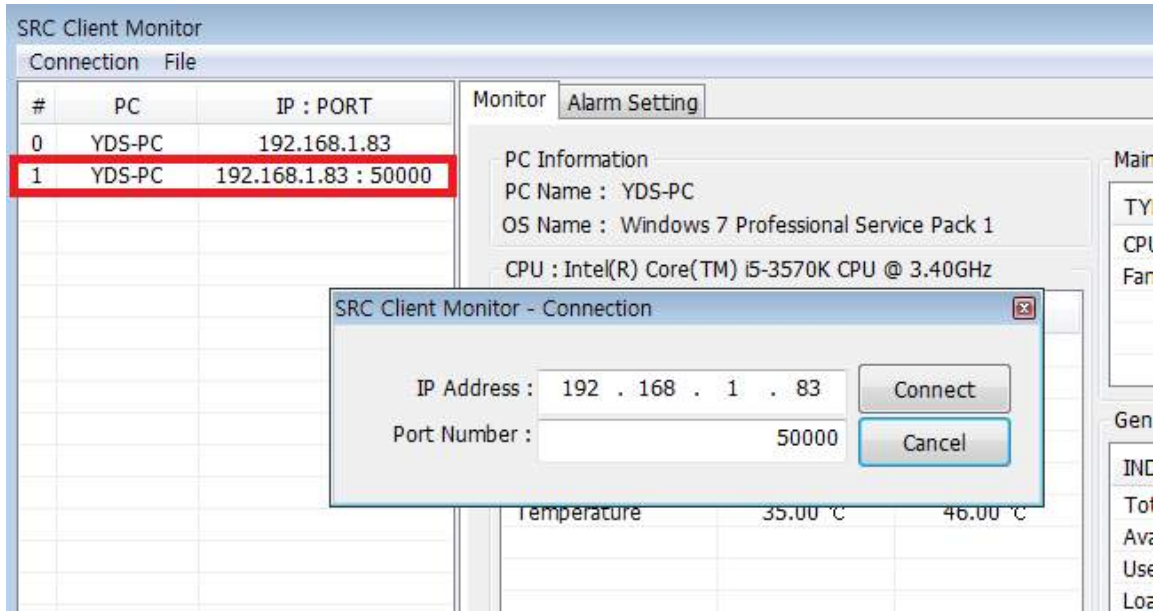 SRC Client Monitor
Connection File
# PC IP : PORT
0 YDS-PC 192.168.1.83
1 YDS-PC 192.168.1.83 : 50000
Monitor Alarm Setting
PC Information
PC Name : YDS-PC
OS Name : Windows 7 Professional Service Pack 1
CPU : Intel(R) Core(TM) i5-3570K CPU @ 3.40GHz
SRC Client Monitor - Connection
IP Address : 192 . 168 . 1 . 83 Connect
Port Number : 50000 Cancel
Temperature 35.00 ℃ 46.00 ℃
Main
CPU
Fan